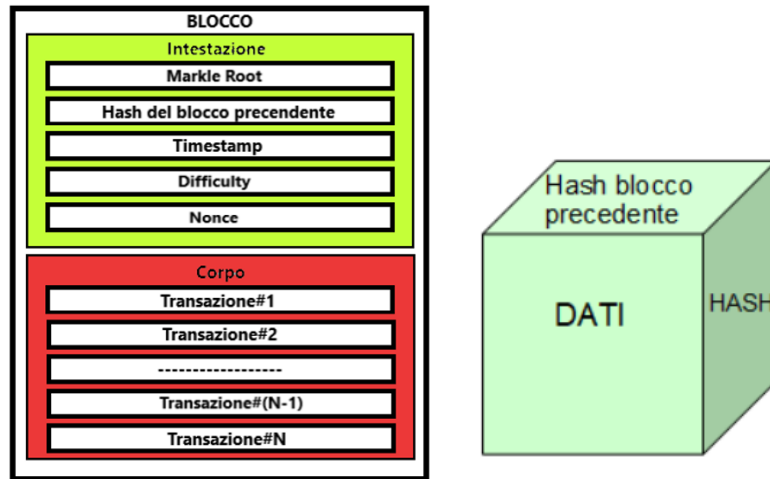 BLOCCO
Intestazione
Markle Root
Hash del blocco precendente
Timestamp
Difficulty
Nonce
Corpo
Transazione#1
Transazione#2
------------------
Transazione#(N-1)
Transazione#N
Hash blocco
precedente
DATI
HASH